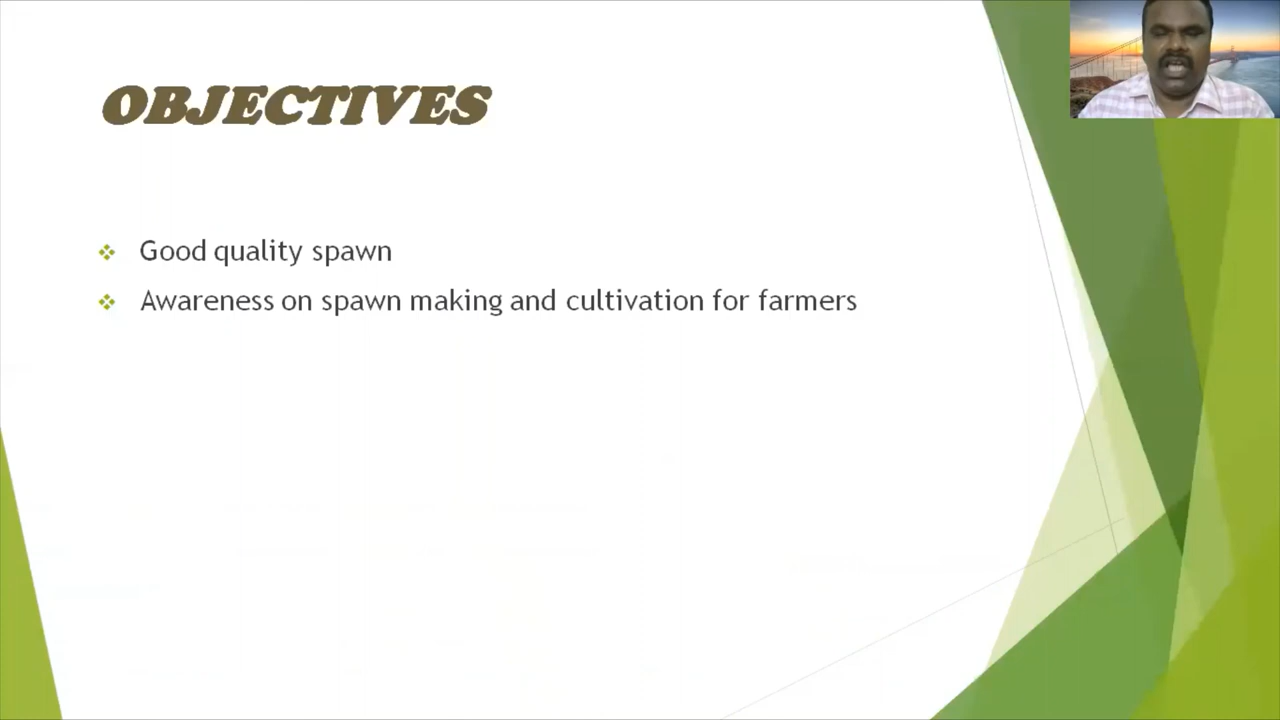 OBJECTIVES
Good quality spawn
Awareness on spawn making and cultivation for farmers